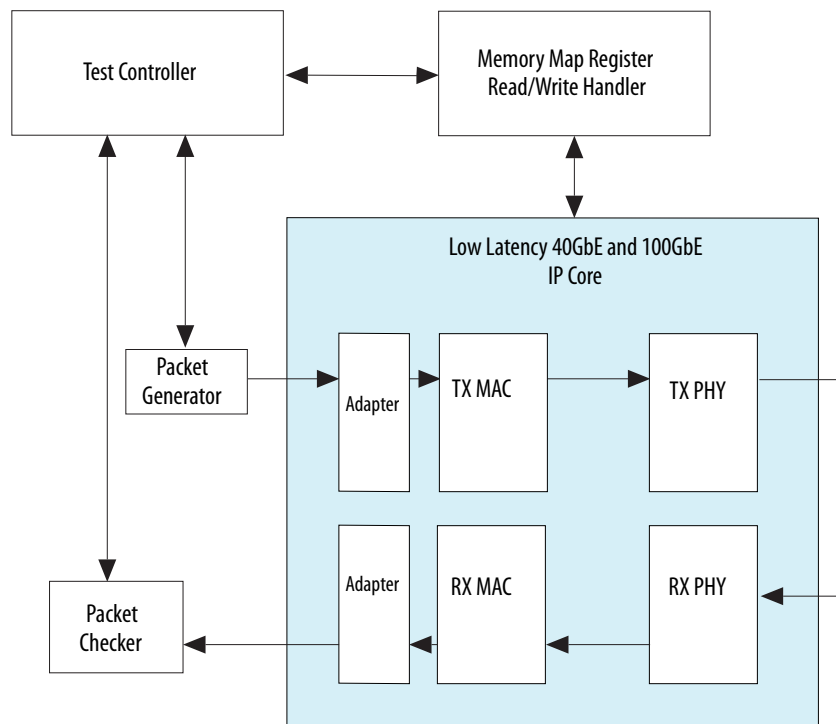 Test Controller
Memory Map Register
Read/Write Handler
Low Latency 40GbE and 100GbE
IP Core
Packet
Generator
Adapter
TX MAC
TX PHY
Adapter
RX MAC
RX PHY
Packet
Checker